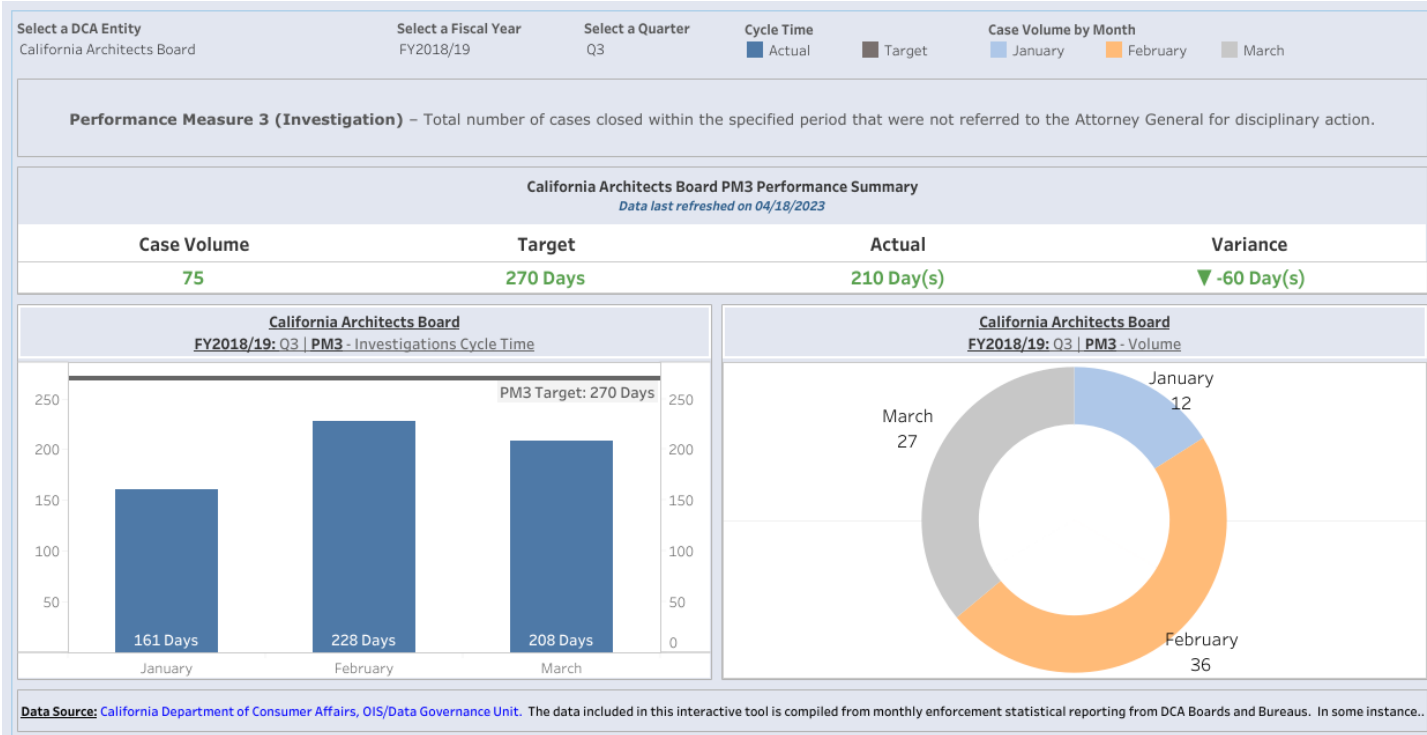 Select a DCA Entity
California Architects Board
Select a Fiscal Year
FY2018/19
Select a Quarter
Q3
Cycle Time
Actual
Target
Case Volume by Month
January
February
March
Performance Measure 3 (Investigation) – Total number of cases closed within the specified period that were not referred to the Attorney General for disciplinary action.
California Architects Board PM3 Performance Summary
Data last refreshed on 04/18/2023
Case Volume Target Actual Variance
75 270 Days 210 Day(s) ▼ -60 Day(s)
California Architects Board
FY2018/19: Q3 | PM3 - Investigations Cycle Time
PM3 Target: 270 Days
250
200
150
100
50
250
200
150
100
50
0
161 Days
228 Days
208 Days
January
February
March
California Architects Board
FY2018/19: Q3 | PM3 - Volume
January
12
March
27
February
36
Data Source: California Department of Consumer Affairs, OIS/Data Governance Unit. The data included in this interactive tool is compiled from monthly enforcement statistical reporting from DCA Boards and Bureaus. In some instance..